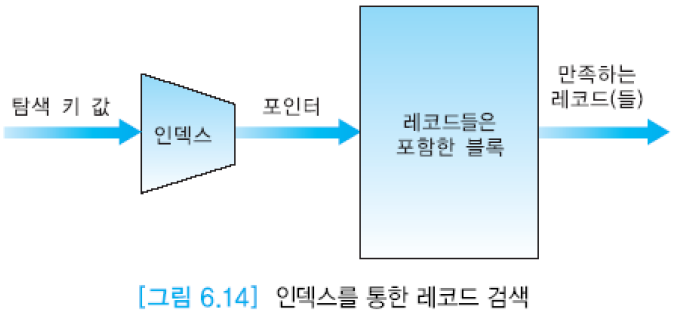 탐색 키 값
인덱스
포인터
레코드들은
포함한 블록
만족하는
레코드(들)
[그림 6.14] 인덱스를 통한 레코드 검색